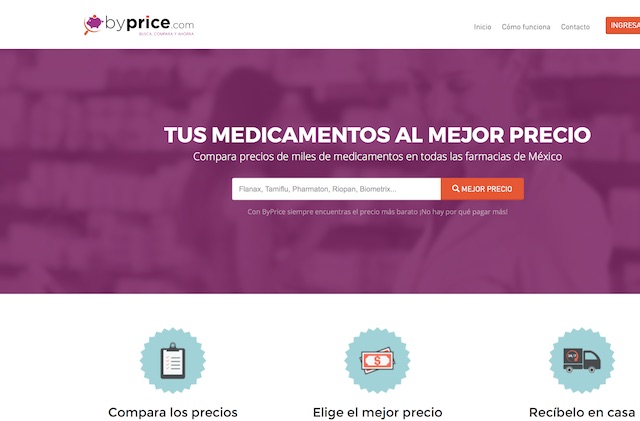 byprice.com
BUSCA, COMPARA Y AHORRA
Inicio Cómo funciona Contacto INGRESA
TUS MEDICAMENTOS AL MEJOR PRECIO
Compara precios de miles de medicamentos en todas las farmacias de México
Flanax, Tamiflu, Pharmaton, Riopan, Biometrix... MEJOR PRECIO
Con ByPrice siempre encuentras el precio más barato ¡No hay por qué pagar más!
Compara los precios Elige el mejor precio Recíbelo en casa